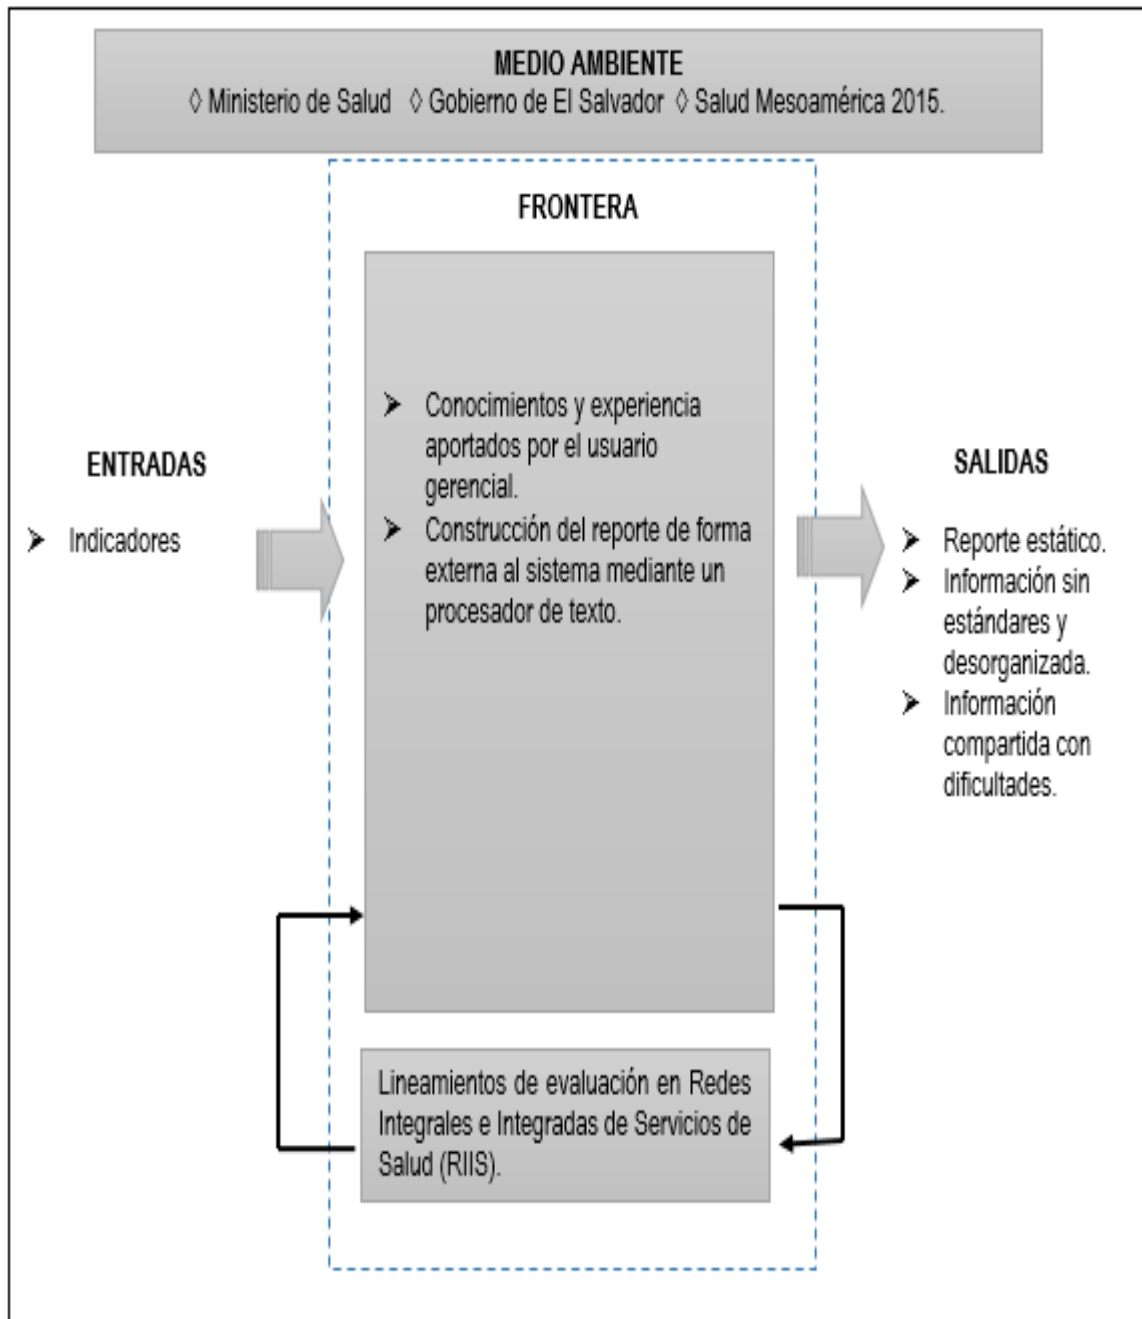 MEDIO AMBIENTE
◊ Ministerio de Salud ◊ Gobierno de El Salvador ◊ Salud Mesoamérica 2015.
FRONTERA
ENTRADAS
➢ Indicadores
➢ Conocimientos y experiencia
aportados por el usuario
gerencial.
➢ Construcción del reporte de forma
externa al sistema mediante un
procesador de texto.
SALIDAS
➢ Reporte estático.
➢ Información sin
estándares y
desorganizada.
➢ Información
compartida con
dificultades.
Lineamientos de evaluación en Redes
Integrales e Integradas de Servicios de
Salud (RIIS).